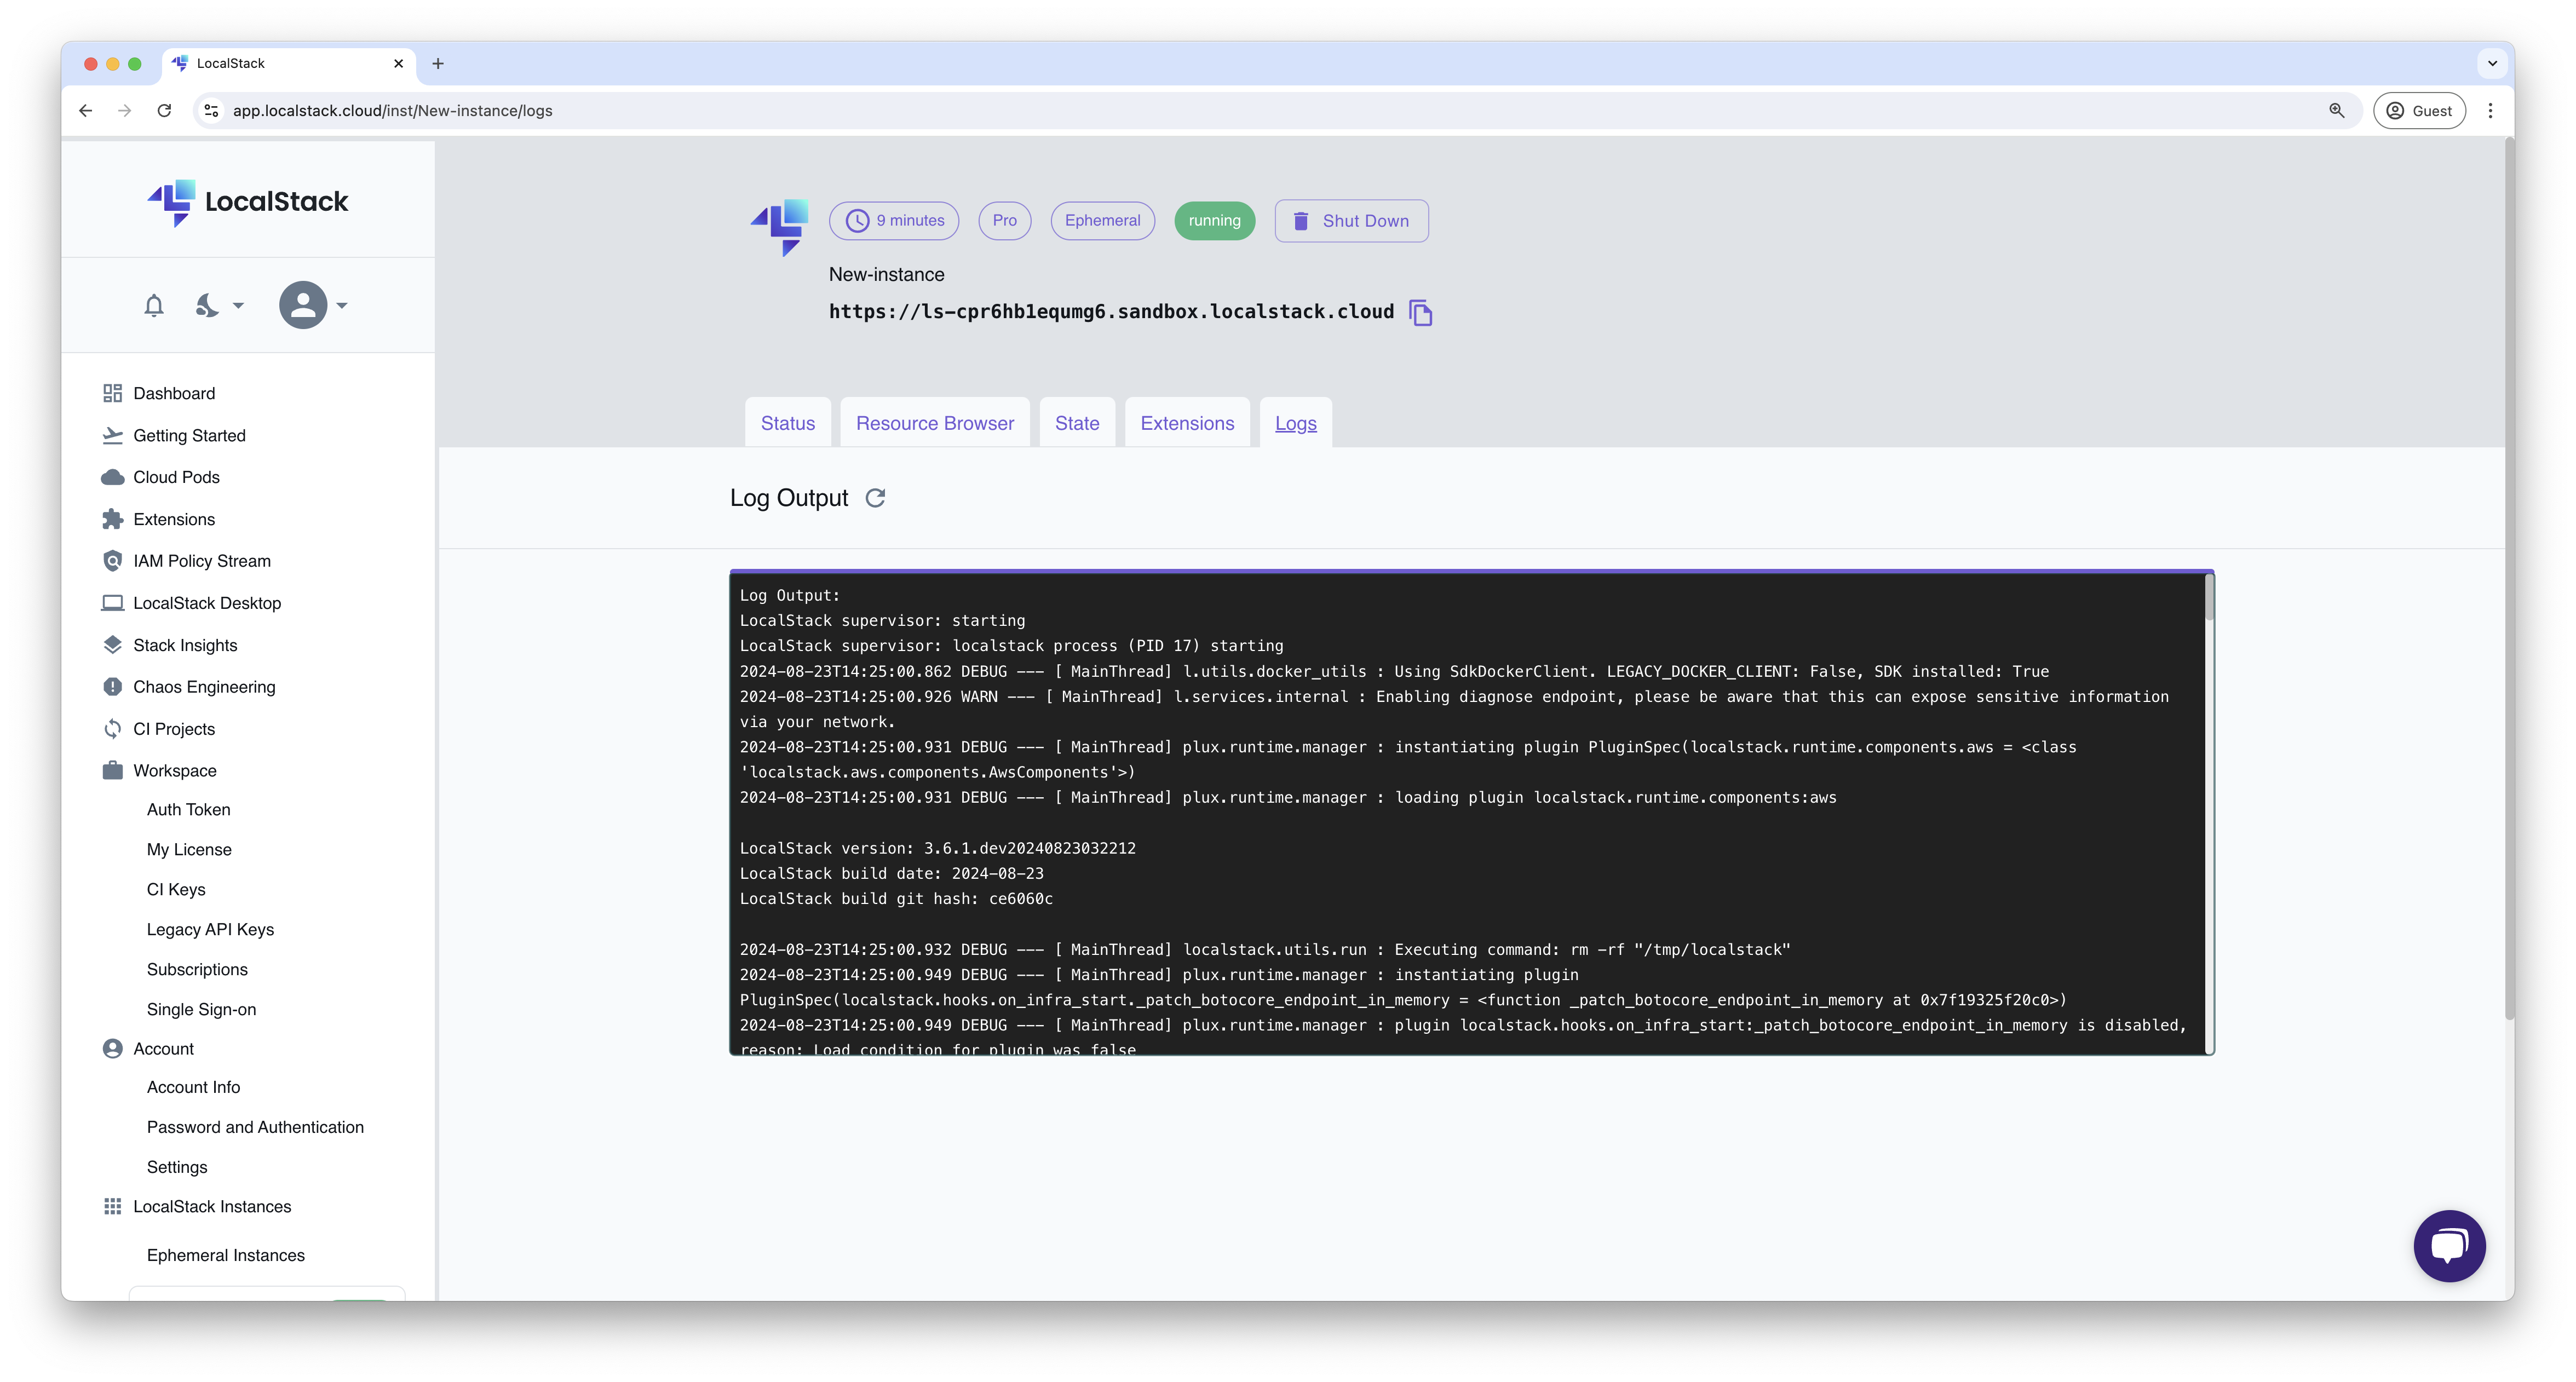 LocalStack
app.localstack.cloud/inst/New-instance/logs
Guest
LocalStack
Dashboard
Getting Started
Cloud Pods
Extensions
IAM Policy Stream
LocalStack Desktop
Stack Insights
Chaos Engineering
CI Projects
Workspace
Auth Token
My License
CI Keys
Legacy API Keys
Subscriptions
Single Sign-on
Account
Account Info
Password and Authentication
Settings
LocalStack Instances
Ephemeral Instances
9 minutes
Pro
Ephemeral
running
Shut Down
New-instance
https://ls-cpr6hb1equmg6.sandbox.localstack.cloud
Status
Resource Browser
State
Extensions
Logs
Log Output
Log Output:
LocalStack supervisor: starting
LocalStack supervisor: localstack process (PID 17) starting
2024-08-23T14:25:00.862 DEBUG --- [ MainThread] l.utils.docker_utils : Using SdkDockerClient. LEGACY_DOCKER_CLIENT: False, SDK installed: True
2024-08-23T14:25:00.926 WARN --- [ MainThread] l.services.internal : Enabling diagnose endpoint, please be aware that this can expose sensitive information
via your network.
2024-08-23T14:25:00.931 DEBUG --- [ MainThread] plux.runtime.manager : instantiating plugin PluginSpec(localstack.runtime.components.aws = <class
'localstack.aws.components.AwsComponents'>)
2024-08-23T14:25:00.931 DEBUG --- [ MainThread] plux.runtime.manager : loading plugin localstack.runtime.components:aws
LocalStack version: 3.6.1.dev20240823032212
LocalStack build date: 2024-08-23
LocalStack build git hash: ce6060c
2024-08-23T14:25:00.932 DEBUG --- [ MainThread] localstack.utils.run : Executing command: rm -rf "/tmp/localstack"
2024-08-23T14:25:00.949 DEBUG --- [ MainThread] plux.runtime.manager : instantiating plugin
PluginSpec(localstack.hooks.on_infra_start._patch_botocore_endpoint_in_memory = <function _patch_botocore_endpoint_in_memory at 0x7f19325f20c0>)
2024-08-23T14:25:00.949 DEBUG --- [ MainThread] plux.runtime.manager : plugin localstack.hooks.on_infra_start:_patch_botocore_endpoint_in_memory is disabled,
reason: Load condition for plugin was false